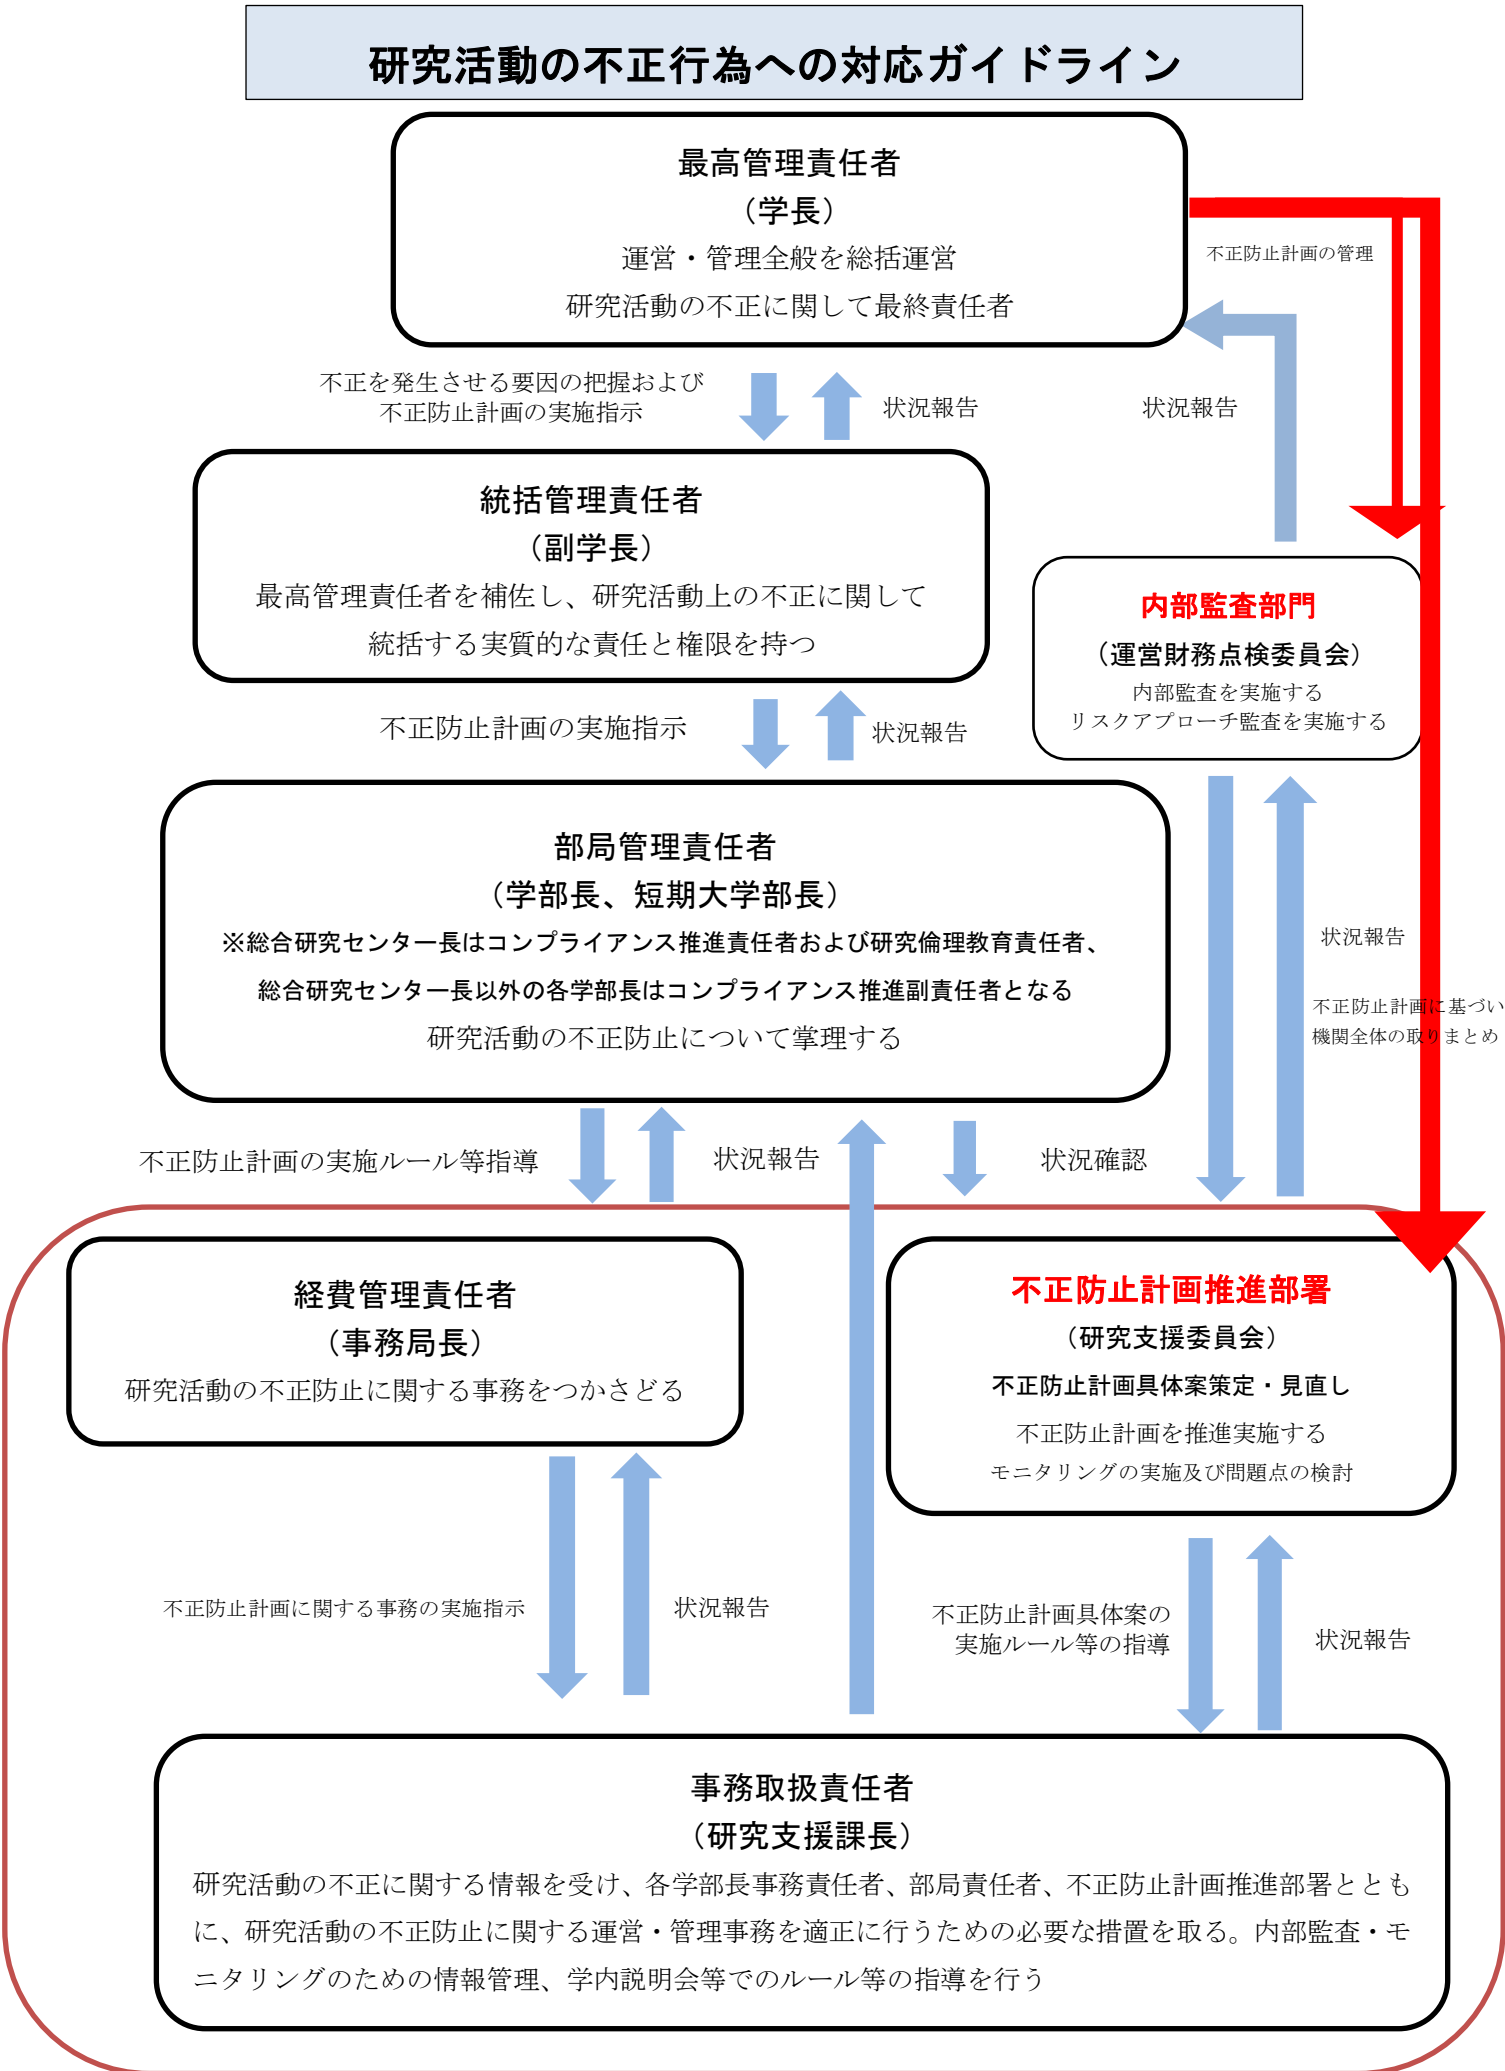 研究活動の不正行為への対応ガイドライン
最高管理責任者
（学長）
運営・管理全般を総括運営
研究活動の不正に関して最終責任者
不正防止計画の管理
不正を発生させる要因の把握および
不正防止計画の実施指示
状況報告
状況報告
統括管理責任者
（副学長）
最高管理責任者を補佐し、研究活動上の不正に関して
統括する実質的な責任と権限を持つ
内部監査部門
（運営財務点検委員会）
内部監査を実施する
リスクアプローチ監査を実施する
不正防止計画の実施指示
状況報告
部局管理責任者
（学部長、短期大学部長）
※総合研究センター長はコンプライアンス推進責任者および研究倫理教育責任者、
総合研究センター長以外の各学部長はコンプライアンス推進副責任者となる
研究活動の不正防止について掌理する
状況報告
不正防止計画に基づい
機関全体の取りまとめ
不正防止計画の実施ルール等指導
状況報告
状況確認
経費管理責任者
（事務局長）
研究活動の不正防止に関する事務をつかさどる
不正防止計画推進部署
（研究支援委員会）
不正防止計画具体案策定・見直し
不正防止計画を推進実施する
モニタリングの実施及び問題点の検討
不正防止計画に関する事務の実施指示
状況報告
不正防止計画具体案の
実施ルール等の指導
状況報告
事務取扱責任者
（研究支援課長）
研究活動の不正に関する情報を受け、各学部長事務責任者、部局責任者、不正防止計画推進部署ととも
に、研究活動の不正防止に関する運営・管理事務を適正に行うための必要な措置を取る。内部監査・モ
ニタリングのための情報管理、学内説明会等でのルール等の指導を行う